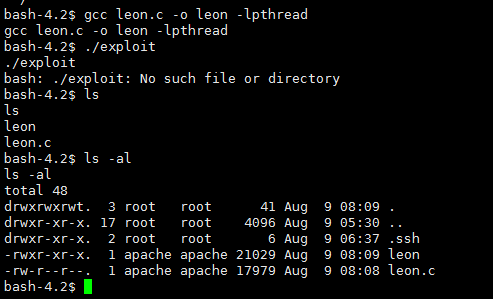 bash-4.2$ gcc leon.c -o leon -lpthread
gcc leon.c -o leon -lpthread
bash-4.2$ ./exploit
./exploit
bash: ./exploit: No such file or directory
bash-4.2$ ls
ls
leon
leon.c
bash-4.2$ ls -al
ls -al
total 48
drwxrwxrwt.  3 root   root      41 Aug  9 08:09 .
drwxr-xr-x. 17 root   root    4096 Aug  9 05:30 ..
drwxr-xr-x.  2 root   root       6 Aug  9 06:37 .ssh
-rwxr-xr-x.  1 apache apache 21029 Aug  9 08:09 leon
-rw-r--r--.  1 apache apache 17979 Aug  9 08:08 leon.c
bash-4.2$